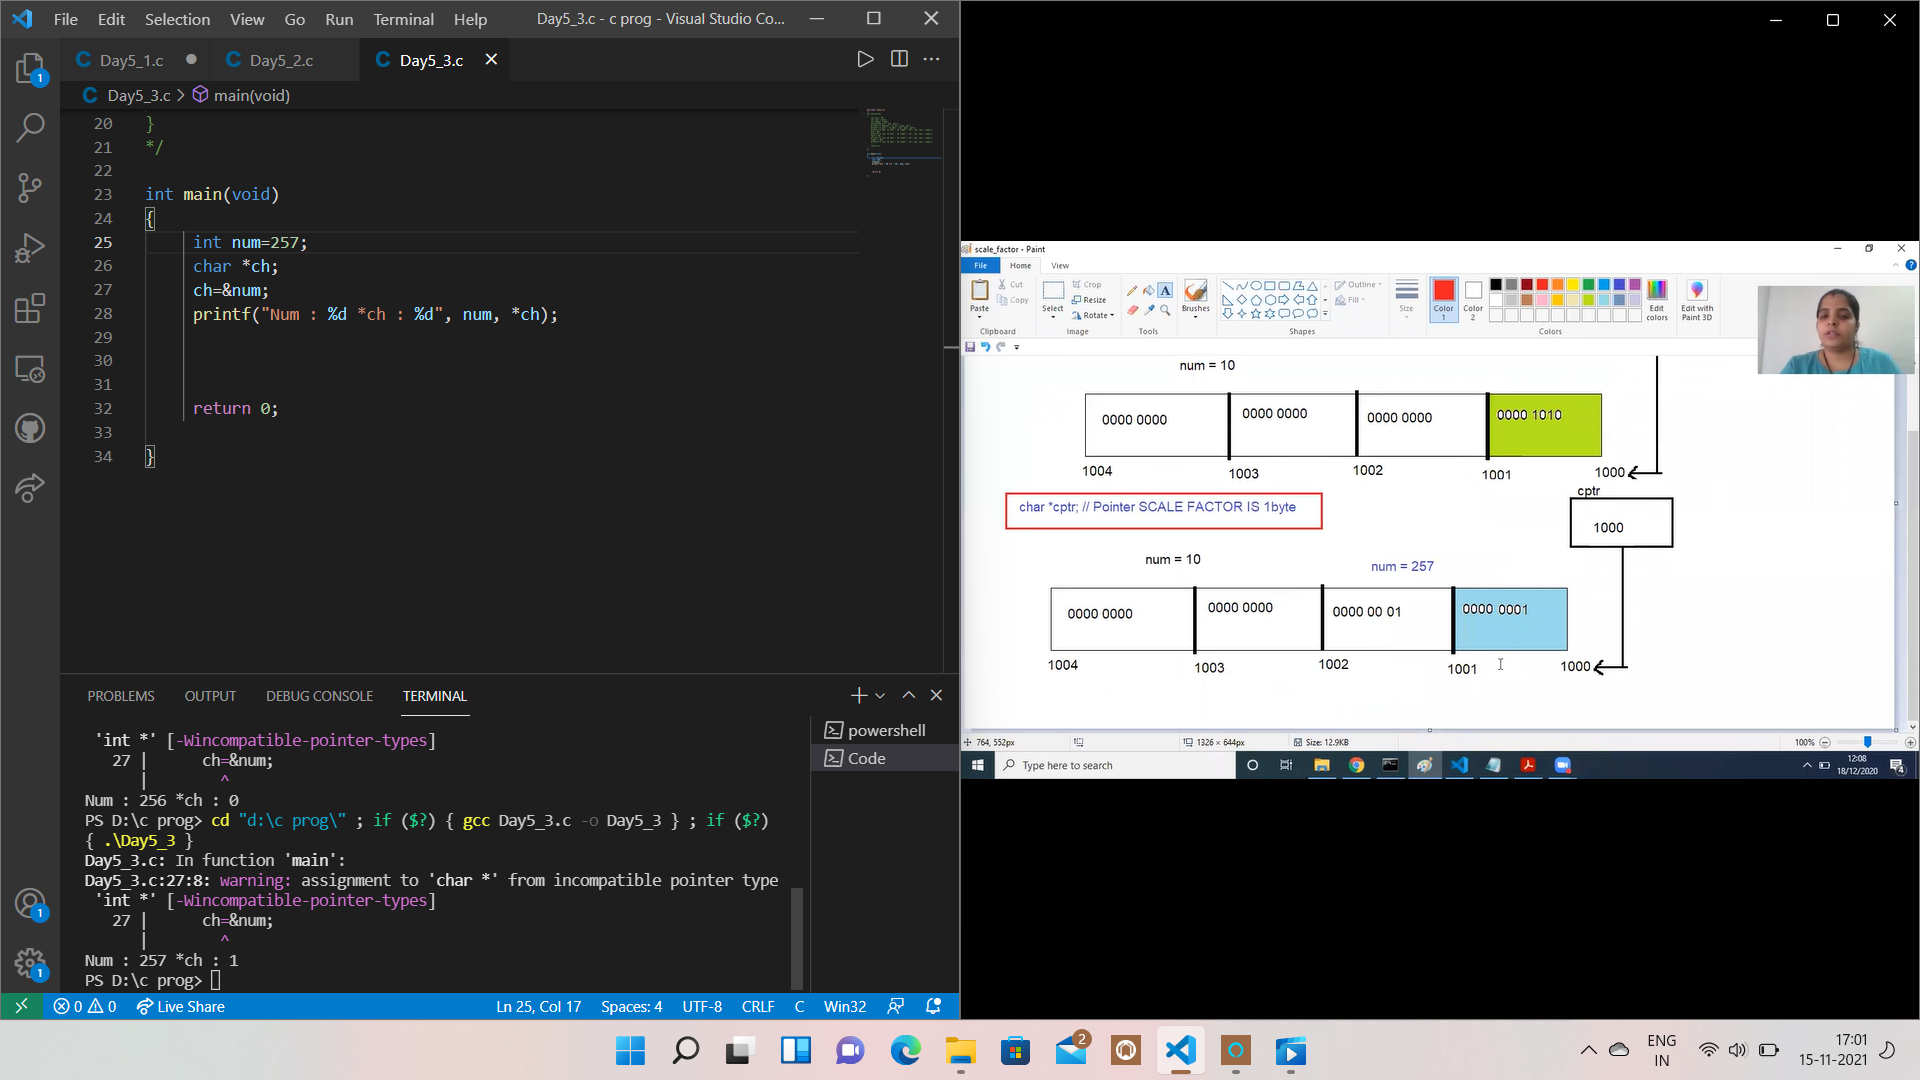 File Edit Selection View Go Run Terminal Help Day5_3.c - c prog - Visual Studio Co...
Day5_1.c Day5_2.c Day5_3.c
Day5_3.c > main(void)
20 }
21 */
22
23 int main(void)
24 {
25 int num=257;
26 char *ch;
27 ch=&num;
28 printf("Num : %d *ch : %d", num, *ch);
29
30
31
32 return 0;
33
34 }
PROBLEMS OUTPUT DEBUG CONSOLE TERMINAL
powershell
Code
'int *' [-Wincompatible-pointer-types]
27 | ch=&num;
| ^
Num : 256 *ch : 0
PS D:\c prog> cd "d:\c prog\" ; if ($?) { gcc Day5_3.c -o Day5_3 } ; if ($?)
{ .\Day5_3 }
Day5_3.c: In function 'main':
Day5_3.c:27:8: warning: assignment to 'char *' from incompatible pointer type
'int *' [-Wincompatible-pointer-types]
27 | ch=&num;
| ^
Num : 257 *ch : 1
PS D:\c prog>
1
1
1
0 0 Live Share Ln 25, Col 17 Spaces: 4 UTF-8 CRLF C Win32
scale_factor - Paint
File Home View
Paste Cut Copy Clipboard
Select Crop Resize Rotate Image
A Tools
Brushes
Shapes Outline Fill
Size
Color 1 Color 2 Colors
Edit colors
Edit with Paint 3D
num = 10
0000 0000 0000 0000 0000 0000 0000 1010
1004 1003 1002 1001 1000
cptr
char *cptr; // Pointer SCALE FACTOR IS 1byte
1000
num = 10 num = 257
0000 0000 0000 0000 0000 00 01 0000 0001
1004 1003 1002 1001 1000
764, 552px 1326 × 644px Size: 12.9KB 100%
Type here to search
12:08
18/12/2020
4
2
ENG
IN
17:01
15-11-2021